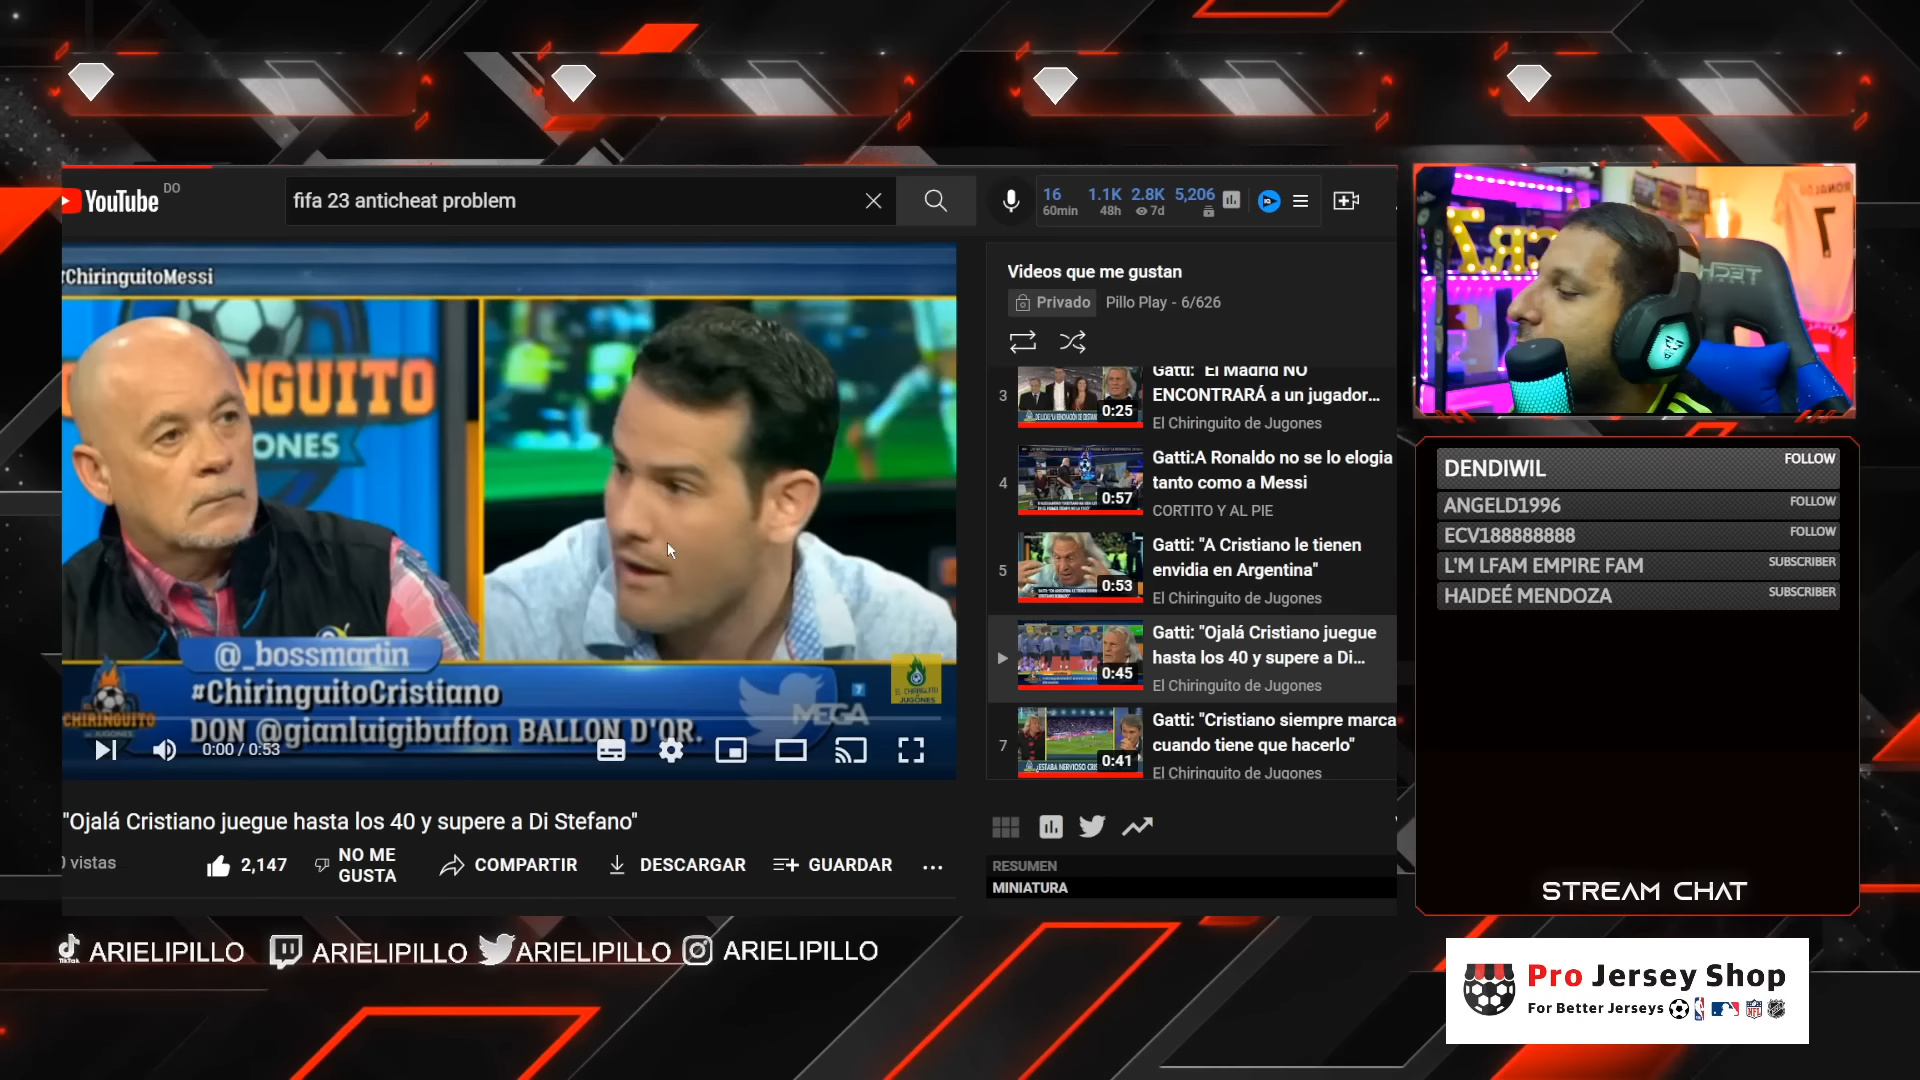 YouTube DO
fifa 23 anticheat problem
16 1.1K 2.8K 5,206
60min 48h 7d
ChiringuitoMessi
NGUITO
ONES
@_bossmartin
#ChiringuitoCristiano
DON @gianluigibuffon BALLON D'OR.
CHIRINGUITO
MEGA
EL CHIRINGUITO
JUGONES
0:00 / 0:53
"Ojalá Cristiano juegue hasta los 40 y supere a Di Stefano"
vistas
2,147
NO ME
GUSTA
COMPARTIR
DESCARGAR
GUARDAR
Videos que me gustan
Privado Pillo Play - 6/626
3
Gatti: "El Madrid NO
ENCONTRARÁ a un jugador...
El Chiringuito de Jugones
0:25
4
Gatti:A Ronaldo no se lo elogia
tanto como a Messi
CORTITO Y AL PIE
0:57
5
Gatti: "A Cristiano le tienen
envidia en Argentina"
El Chiringuito de Jugones
0:53
Gatti: "Ojalá Cristiano juegue
hasta los 40 y supere a Di...
El Chiringuito de Jugones
0:45
7
Gatti: "Cristiano siempre marca
cuando tiene que hacerlo"
El Chiringuito de Jugones
0:41
RESUMEN
MINIATURA
DENDIWIL FOLLOW
ANGELD1996 FOLLOW
ECV188888888 FOLLOW
L'M LFAM EMPIRE FAM SUBSCRIBER
HAIDEÉ MENDOZA SUBSCRIBER
STREAM CHAT
TikTok ARIELIPILLO ARIELIPILLO ARIELIPILLO ARIELIPILLO
Pro Jersey Shop
For Better Jerseys